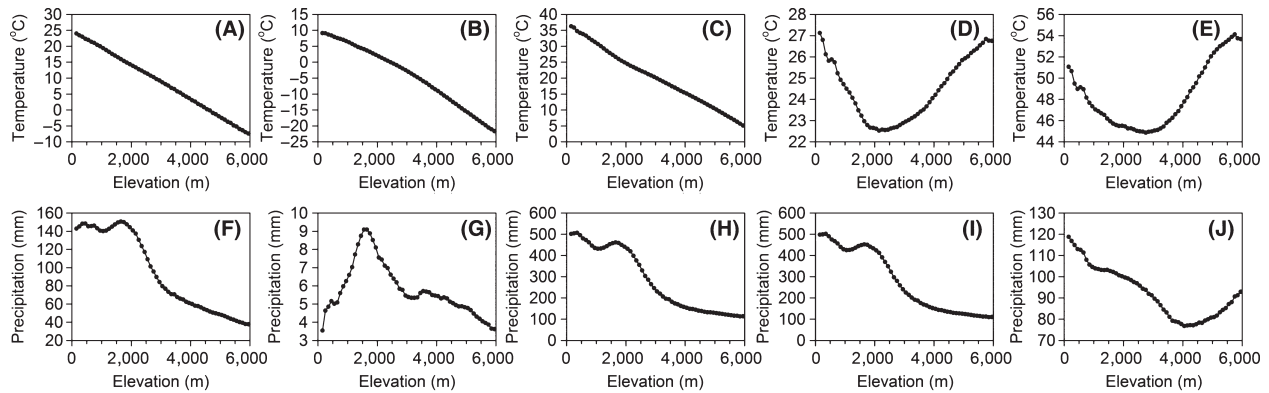 (A)
Temperature (°C)
30
25
20
15
10
5
0
−5
−10
0 2,000 4,000 6,000
Elevation (m)
(B)
Temperature (°C)
15
10
5
0
−5
−10
−15
−20
−25
0 2,000 4,000 6,000
Elevation (m)
(C)
Temperature (°C)
40
35
30
25
20
15
10
5
0
0 2,000 4,000 6,000
Elevation (m)
(D)
Temperature (°C)
28
27
26
25
24
23
22
0 2,000 4,000 6,000
Elevation (m)
(E)
Temperature (°C)
56
54
52
50
48
46
44
0 2,000 4,000 6,000
Elevation (m)
(F)
Precipitation (mm)
160
140
120
100
80
60
40
20
0 2,000 4,000 6,000
Elevation (m)
(G)
Precipitation (mm)
10
9
8
7
6
5
4
3
0 2,000 4,000 6,000
Elevation (m)
(H)
Precipitation (mm)
600
500
400
300
200
100
0
0 2,000 4,000 6,000
Elevation (m)
(I)
Precipitation (mm)
600
500
400
300
200
100
0
0 2,000 4,000 6,000
Elevation (m)
(J)
Precipitation (mm)
130
120
110
100
90
80
70
0 2,000 4,000 6,000
Elevation (m)